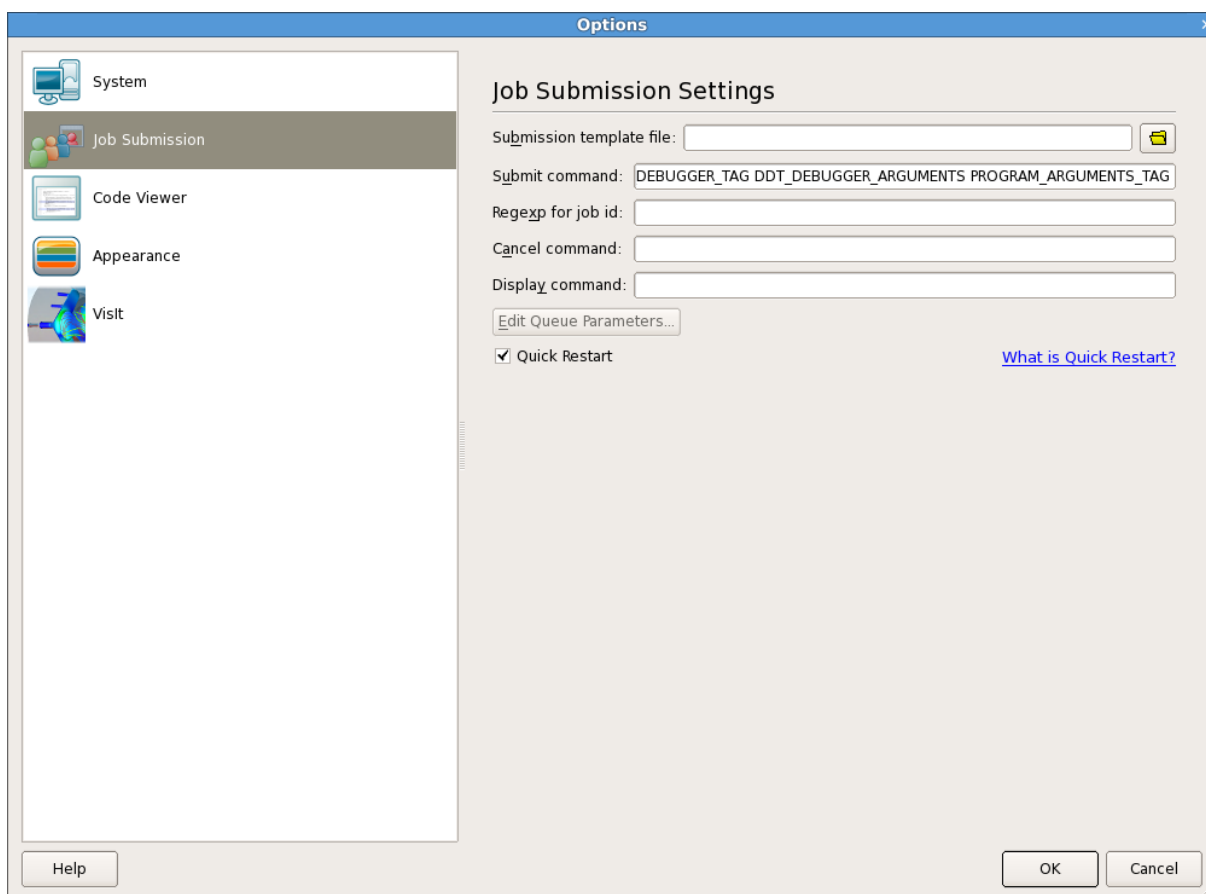 Options
System
Job Submission
Code Viewer
Appearance
VisIt
Job Submission Settings
Submission template file:
Submit command: DEBUGGER_TAG DDT_DEBUGGER_ARGUMENTS PROGRAM_ARGUMENTS_TAG
Regexp for job id:
Cancel command:
Display command:
Edit Queue Parameters...
Quick Restart What is Quick Restart?
Help OK Cancel